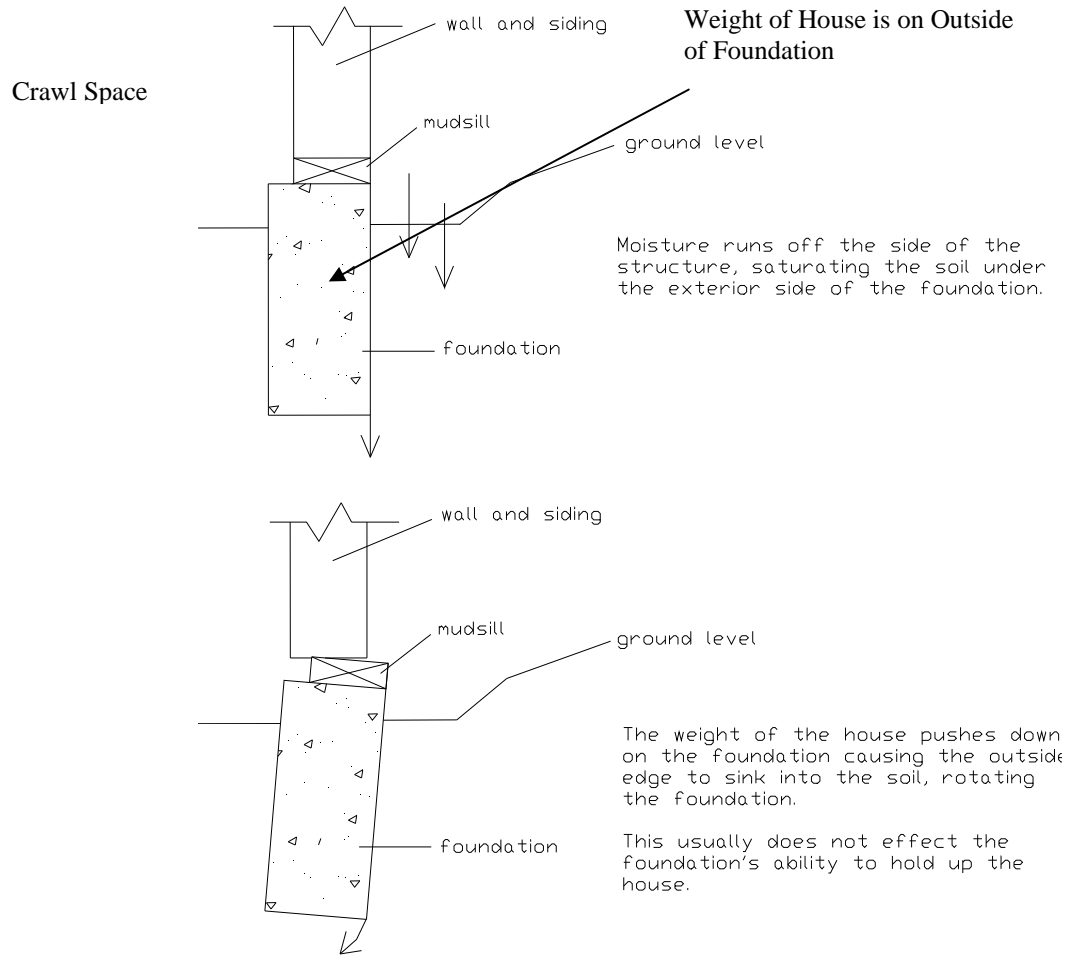 wall and siding
Weight of House is on Outside
of Foundation
Crawl Space
mudsill
ground level
Moisture runs off the side of the
structure, saturating the soil under
the exterior side of the foundation.
foundation
wall and siding
mudsill
ground level
The weight of the house pushes down
on the foundation causing the outside
edge to sink into the soil, rotating
the foundation.
This usually does not effect the
foundation's ability to hold up the
house.
foundation